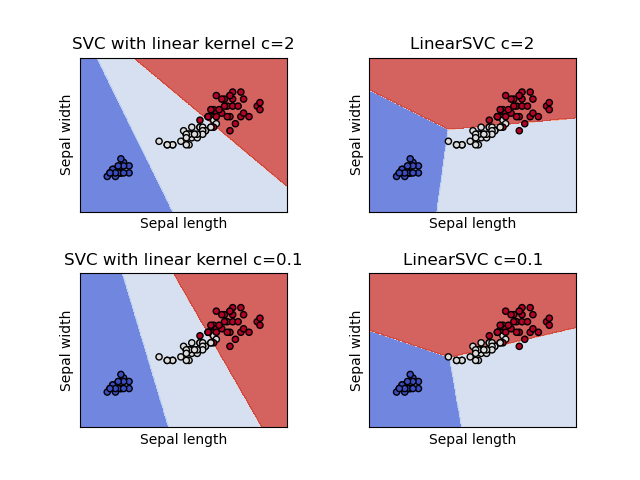 SVC with linear kernel c=2
LinearSVC c=2
Sepal width
Sepal width
Sepal length
Sepal length
SVC with linear kernel c=0.1
LinearSVC c=0.1
Sepal width
Sepal width
Sepal length
Sepal length